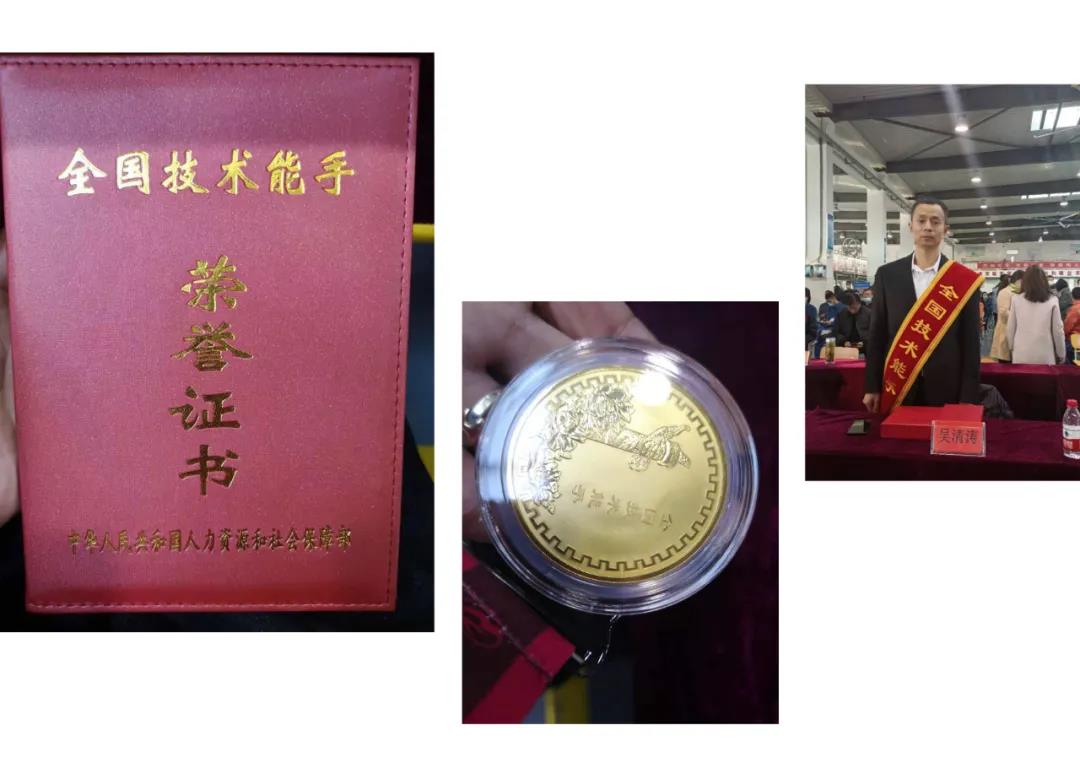 全国技术能手
荣
誉
证
书
中华人民共和国人力资源和社会保障部
全国技术能手
全国技术能手
吴清涛